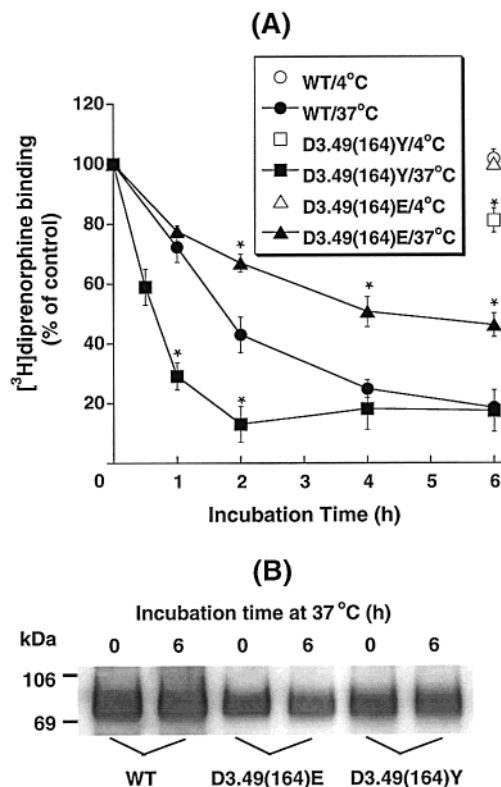 (A)
WT/4°C
WT/37°C
D3.49(164)Y/4°C
D3.49(164)Y/37°C
D3.49(164)E/4°C
D3.49(164)E/37°C
[³H]diprenorphine binding
(% of control)
120
100
80
60
40
20
0 1 2 3 4 5 6
* * * * * *
Incubation Time (h)
(B)
Incubation time at 37 °C (h)
kDa 0 6 0 6 0 6
106
69
WT D3.49(164)E D3.49(164)Y